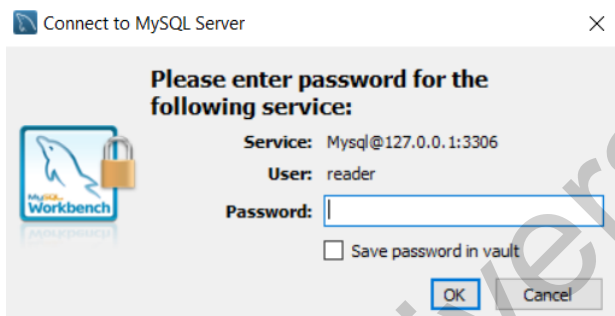 Connect to MySQL Server
Please enter password for the
following service:
Service: Mysql@127.0.0.1:3306
User: reader
Password:
Save password in vault
OK Cancel
MySQL
Workbench